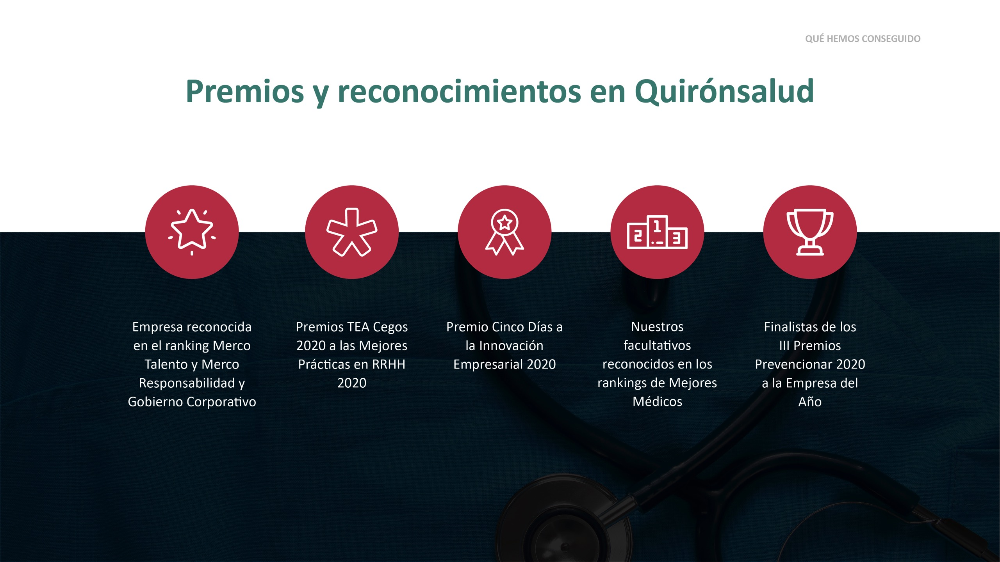 QUÉ HEMOS CONSEGUIDO
Premios y reconocimientos en Quirónsalud
2
1
3
Empresa reconocida
en el ranking Merco
Talento y Merco
Responsabilidad y
Gobierno Corporativo
Premios TEA Cegos
2020 a las Mejores
Prácticas en RRHH
2020
Premio Cinco Días a
la Innovación
Empresarial 2020
Nuestros
facultativos
reconocidos en los
rankings de Mejores
Médicos
Finalistas de los
III Premios
Prevencionar 2020
a la Empresa del
Año